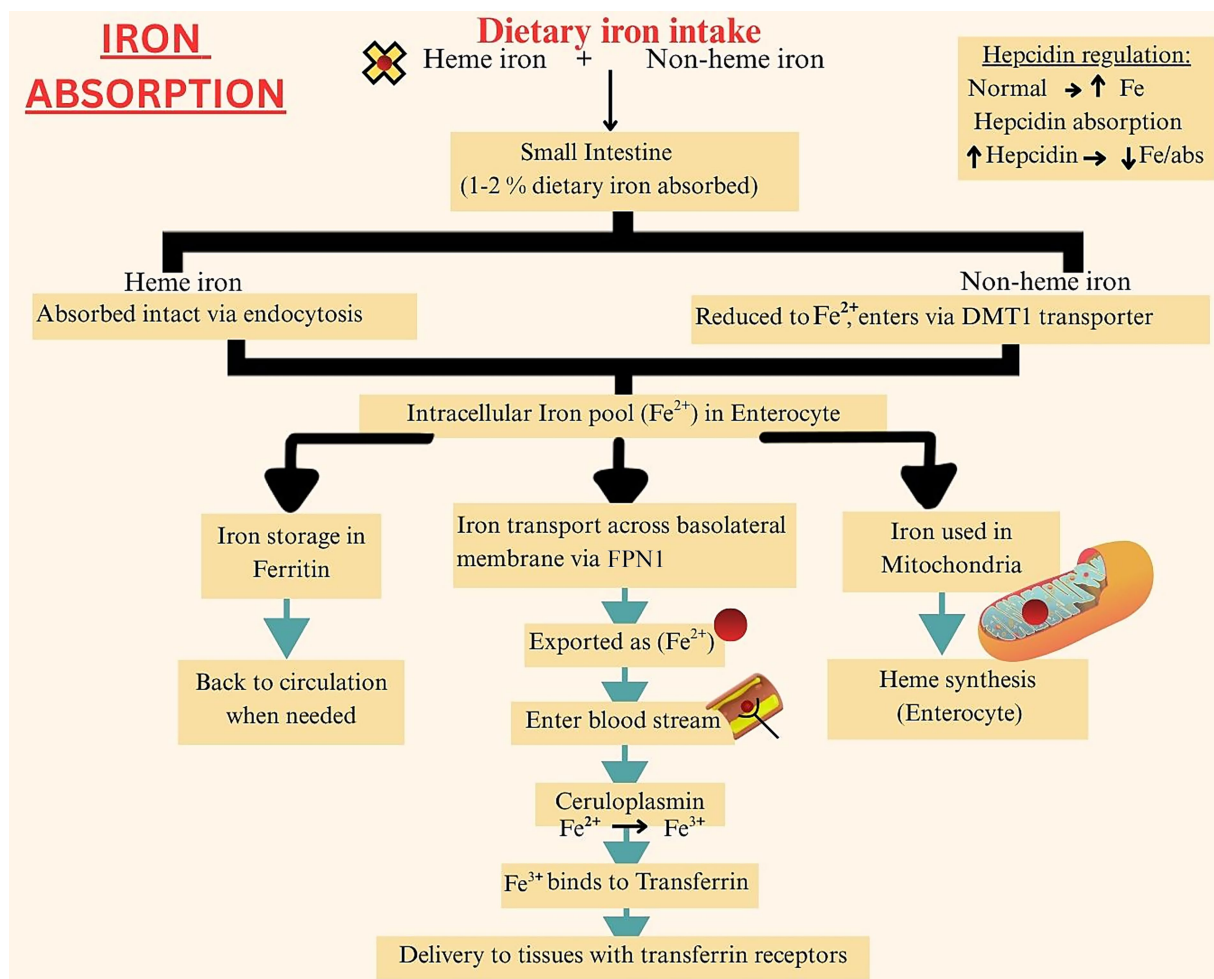 IRON
ABSORPTION
Dietary iron intake
Heme iron + Non-heme iron
Hepcidin regulation:
Normal → ↑ Fe
Hepcidin absorption
↑ Hepcidin → ↓ Fe/abs
Small Intestine
(1-2 % dietary iron absorbed)
Heme iron
Absorbed intact via endocytosis
Non-heme iron
Reduced to Fe²⁺, enters via DMT1 transporter
Intracellular Iron pool (Fe²⁺) in Enterocyte
Iron storage in
Ferritin
Back to circulation
when needed
Iron transport across basolateral
membrane via FPN1
Exported as (Fe²⁺)
Enter blood stream
Ceruloplasmin
Fe²⁺ → Fe³⁺
Fe³⁺ binds to Transferrin
Delivery to tissues with transferrin receptors
Iron used in
Mitochondria
Heme synthesis
(Enterocyte)